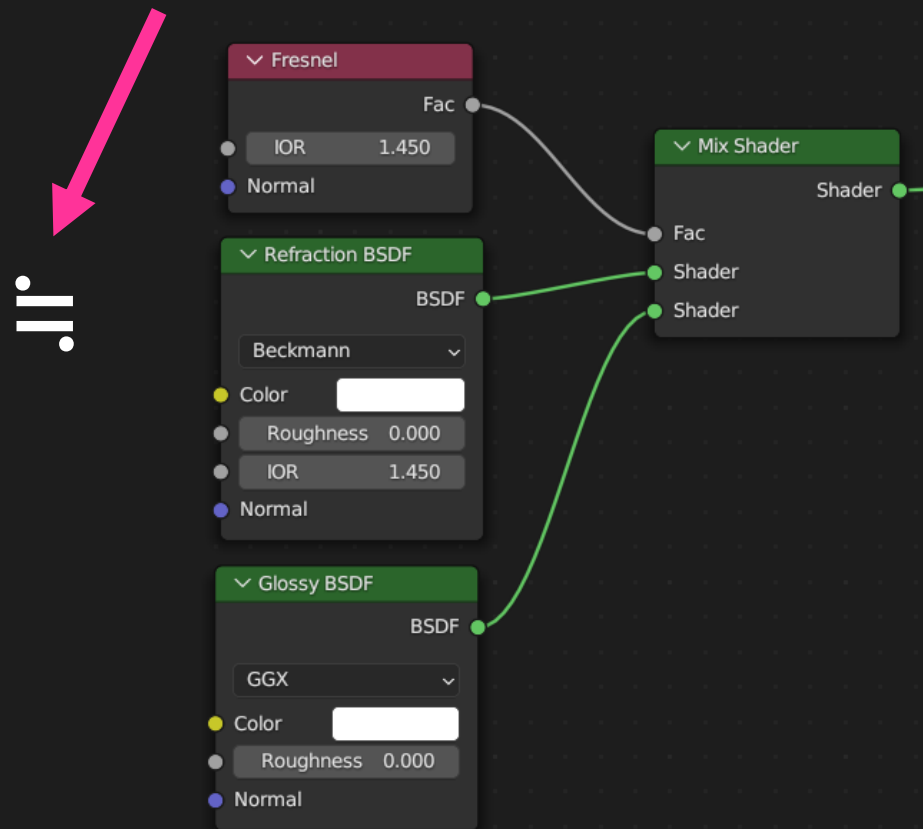 Fresnel
Fac
IOR 1.450
Normal
Refraction BSDF
BSDF
Beckmann
Color
Roughness 0.000
IOR 1.450
Normal
Glossy BSDF
BSDF
GGX
Color
Roughness 0.000
Normal
Mix Shader
Shader
Fac
Shader
Shader
≒